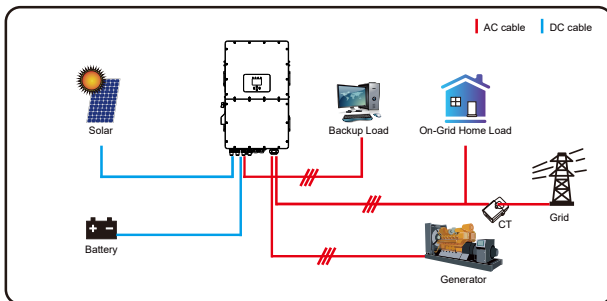 AC cable
DC cable
Solar
Backup Load
On-Grid Home Load
CT
Grid
Battery
Generator